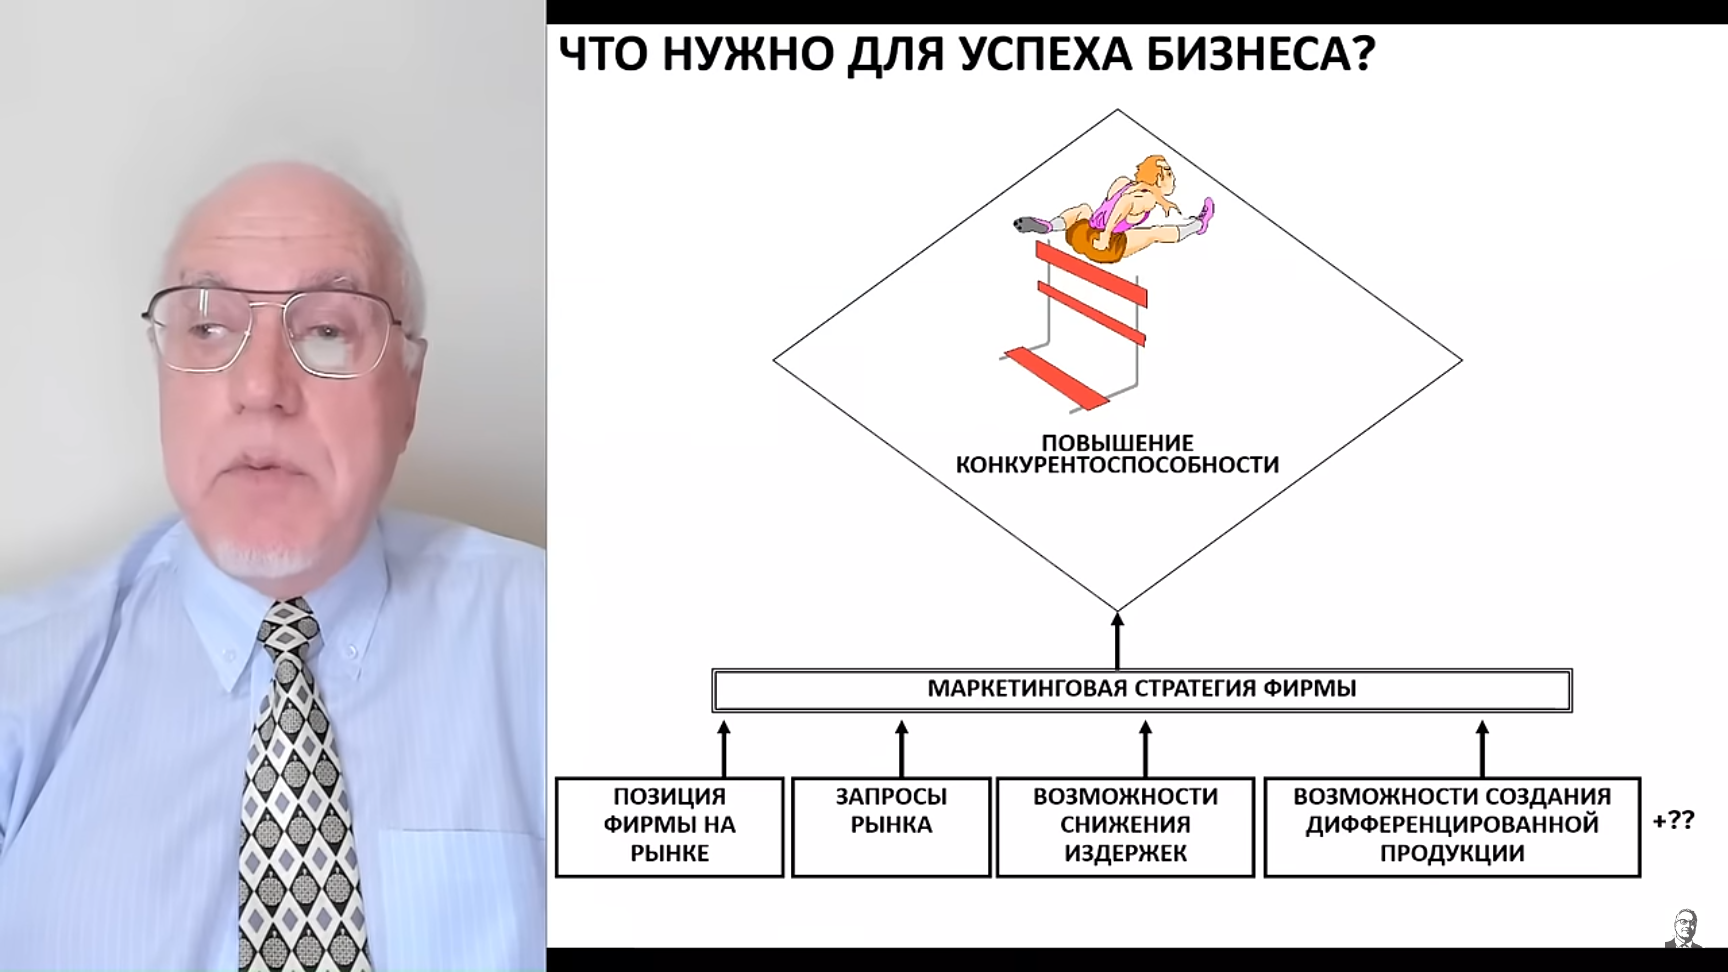 ЧТО НУЖНО ДЛЯ УСПЕХА БИЗНЕСА?
ПОВЫШЕНИЕ
КОНКУРЕНТОСПОСОБНОСТИ
МАРКЕТИНГОВАЯ СТРАТЕГИЯ ФИРМЫ
ПОЗИЦИЯ
ФИРМЫ НА
РЫНКЕ
ЗАПРОСЫ
РЫНКА
ВОЗМОЖНОСТИ
СНИЖЕНИЯ
ИЗДЕРЖЕК
ВОЗМОЖНОСТИ СОЗДАНИЯ
ДИФФЕРЕНЦИРОВАННОЙ
ПРОДУКЦИИ
+??